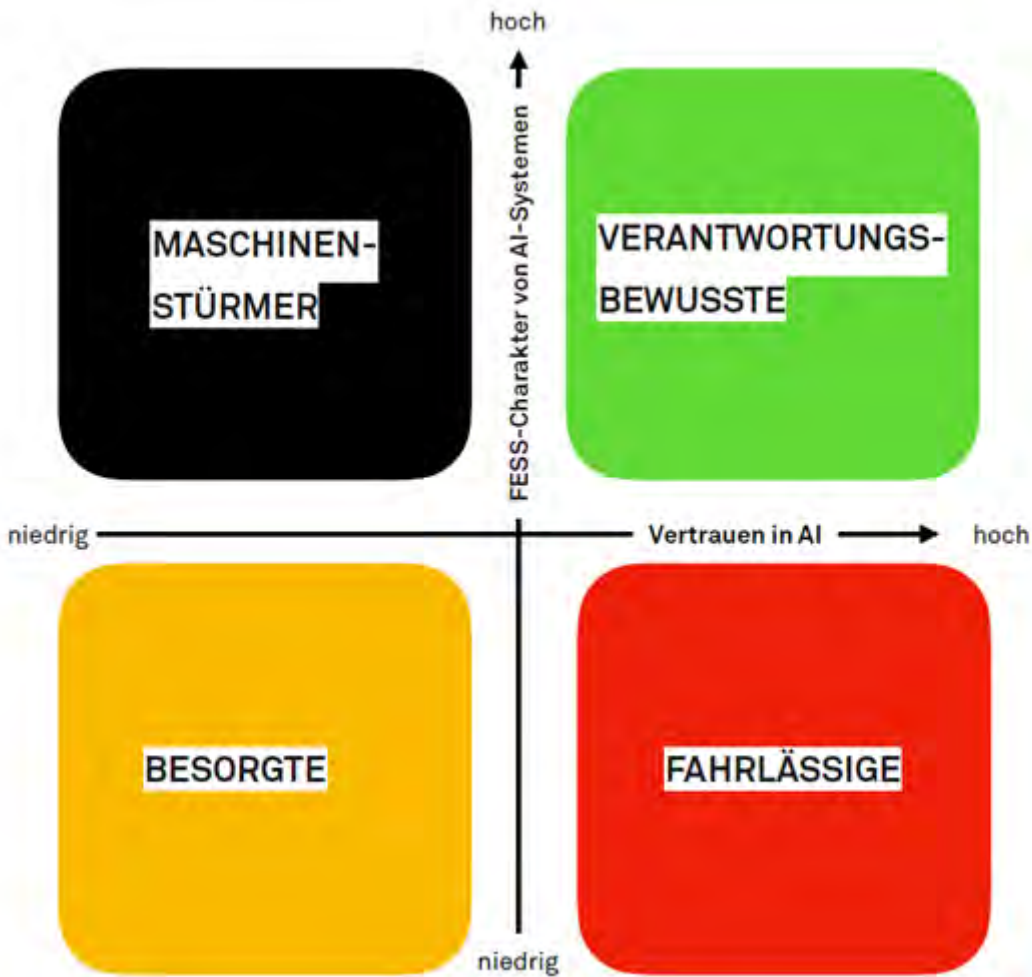 hoch
FESS-Charakter von AI-Systemen
MASCHINEN-
STÜRMER
VERANTWORTUNGS-
BEWUSSTE
niedrig
Vertrauen in AI
hoch
BESORGTE
FAHRLÄSSIGE
niedrig